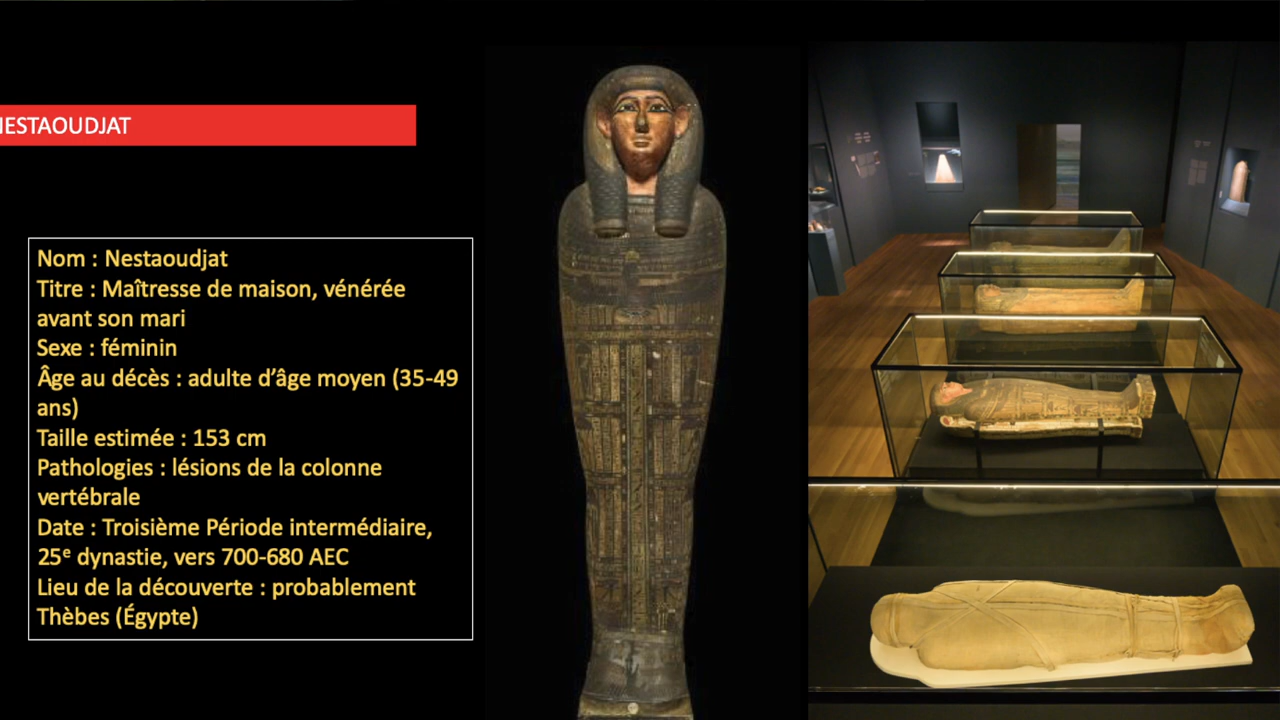 NESTAOUDJAT
Nom : Nestaoudjat
Titre : Maîtresse de maison, vénérée
avant son mari
Sexe : féminin
Âge au décès : adulte d’âge moyen (35-49
ans)
Taille estimée : 153 cm
Pathologies : lésions de la colonne
vertébrale
Date : Troisième Période intermédiaire,
25ᵉ dynastie, vers 700-680 AEC
Lieu de la découverte : probablement
Thèbes (Égypte)